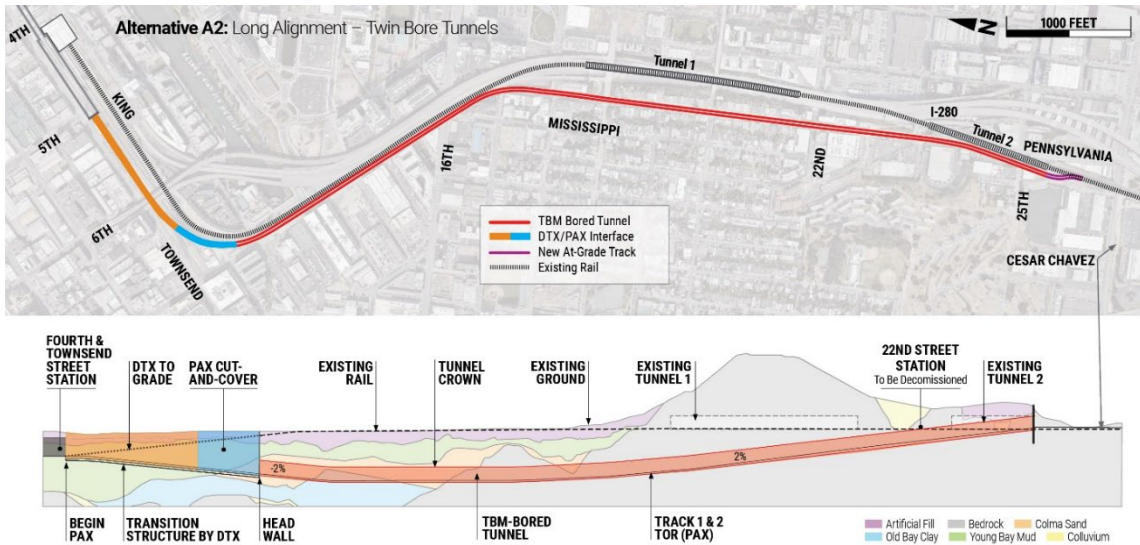 Alternative A2: Long Alignment – Twin Bore Tunnels
N
1000 FEET
4TH
KING
5TH
6TH
TOWNSEND
16TH
MISSISSIPPI
Tunnel 1
22ND
I-280
Tunnel 2
PENNSYLVANIA
25TH
CESAR CHAVEZ
TBM Bored Tunnel
DTX/PAX Interface
New At-Grade Track
Existing Rail
FOURTH &
TOWNSEND
STREET
STATION
DTX TO
GRADE
PAX CUT-
AND-COVER
EXISTING
RAIL
TUNNEL
CROWN
EXISTING
GROUND
EXISTING
TUNNEL 1
22ND STREET
STATION
To Be Decomissioned
EXISTING
TUNNEL 2
-2%
2%
BEGIN
PAX
TRANSITION
STRUCTURE BY DTX
HEAD
WALL
TBM-BORED
TUNNEL
TRACK 1 & 2
TOR (PAX)
Artificial Fill
Bedrock
Colma Sand
Old Bay Clay
Young Bay Mud
Colluvium